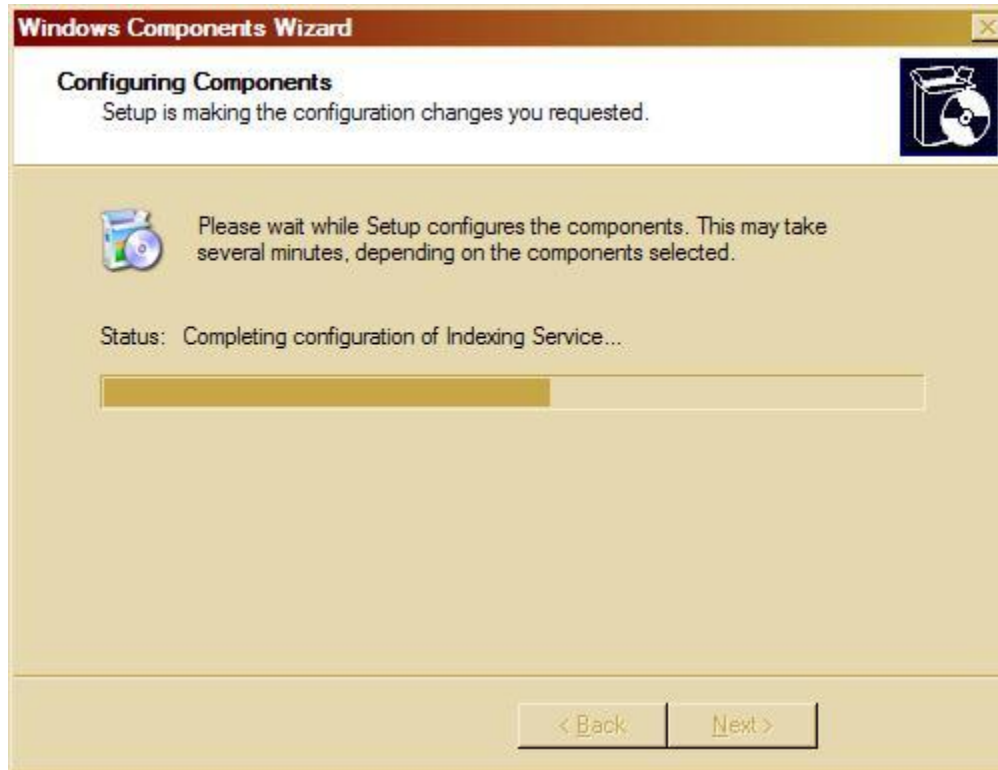 Windows Components Wizard
Configuring Components
Setup is making the configuration changes you requested.
Please wait while Setup configures the components. This may take
several minutes, depending on the components selected.
Status: Completing configuration of Indexing Service...
< Back Next >